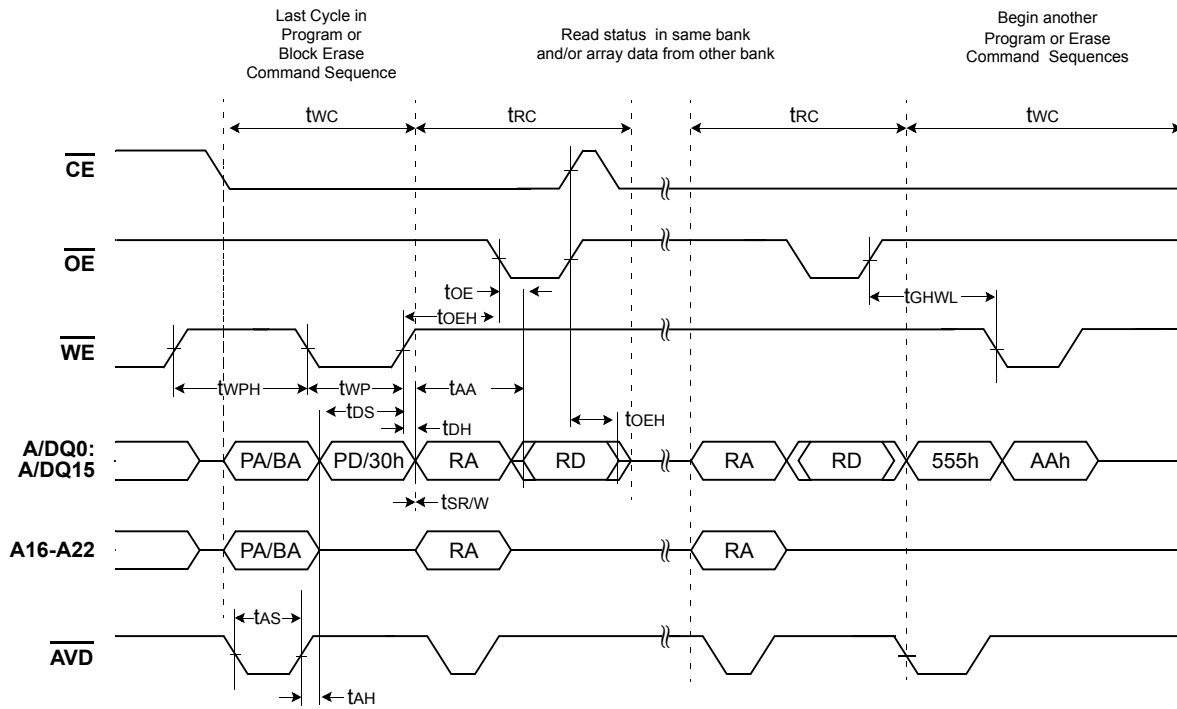 Last Cycle in
Program or
Block Erase
Command Sequence
Read status in same bank
and/or array data from other bank
Begin another
Program or Erase
Command Sequences
tWC tRC tRC tWC
CE
OE
tOE
tOEH
tGHWL
WE
tWPH tWP tAA
tDS
tDH
tOEH
A/DQ0:
A/DQ15
PA/BA PD/30h RA RD RA RD 555h AAh
tSR/W
A16-A22 PA/BA RA RA
tAS
AVD
tAH